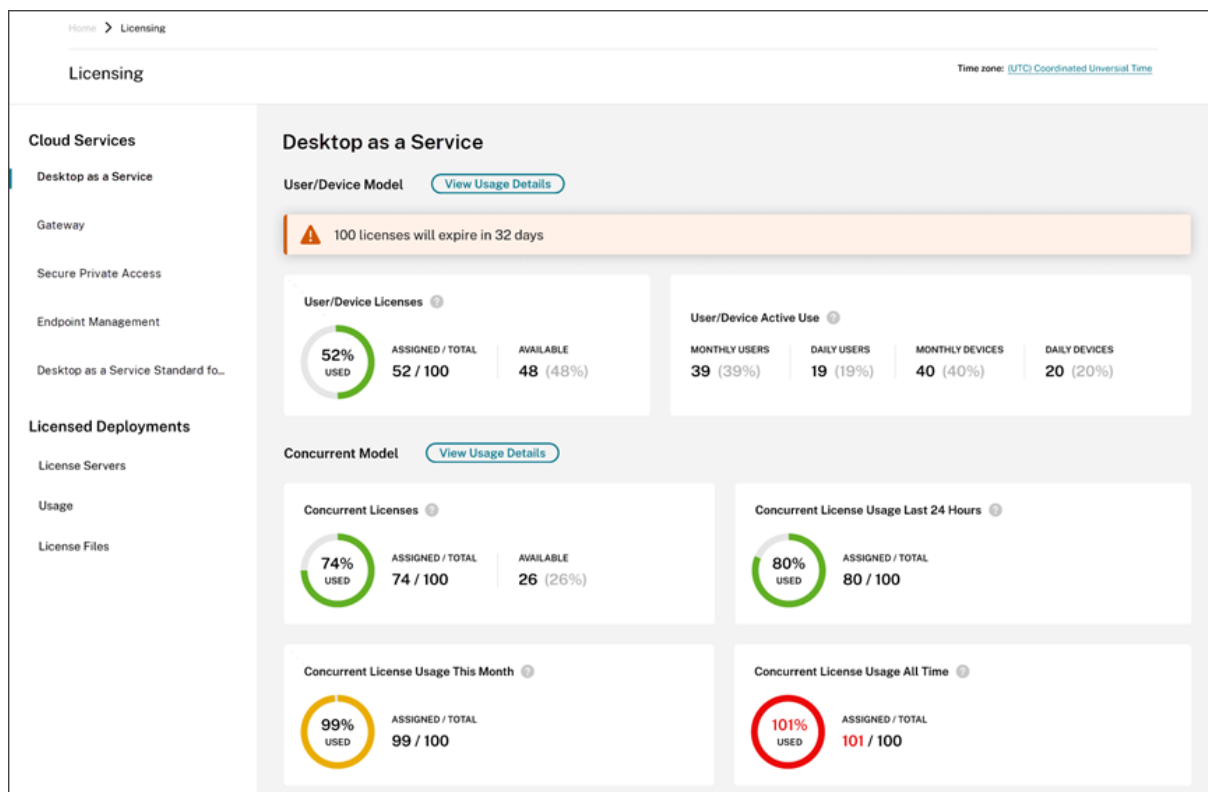 Home > Licensing
Licensing
Time zone: (UTC) Coordinated Unversial Time
Cloud Services
Desktop as a Service
Gateway
Secure Private Access
Endpoint Management
Desktop as a Service Standard fo...
Licensed Deployments
License Servers
Usage
License Files
Desktop as a Service
User/Device Model View Usage Details
100 licenses will expire in 32 days
User/Device Licenses ?
52%
USED
ASSIGNED / TOTAL
52 / 100
AVAILABLE
48 (48%)
User/Device Active Use ?
MONTHLY USERS
39 (39%)
DAILY USERS
19 (19%)
MONTHLY DEVICES
40 (40%)
DAILY DEVICES
20 (20%)
Concurrent Model View Usage Details
Concurrent Licenses ?
74%
USED
ASSIGNED / TOTAL
74 / 100
AVAILABLE
26 (26%)
Concurrent License Usage Last 24 Hours ?
80%
USED
ASSIGNED / TOTAL
80 / 100
Concurrent License Usage This Month ?
99%
USED
ASSIGNED / TOTAL
99 / 100
Concurrent License Usage All Time ?
101%
USED
ASSIGNED / TOTAL
101 / 100